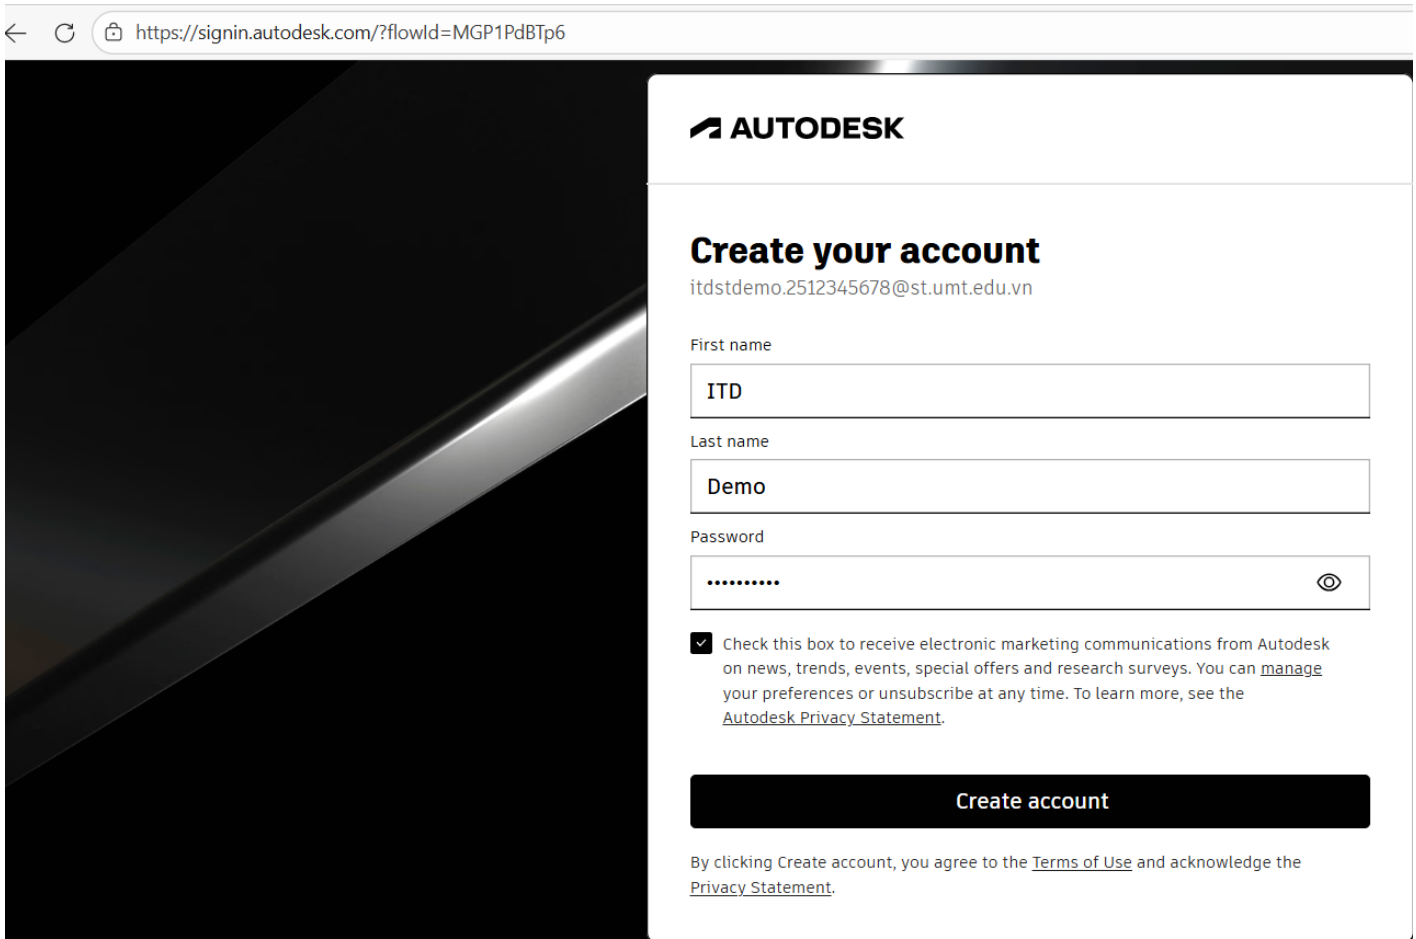 https://signin.autodesk.com/?flowId=MGP1PdBTp6
AUTODESK
Create your account
itdstdemo.2512345678@st.umt.edu.vn
First name
ITD
Last name
Demo
Password
••••••••••
Check this box to receive electronic marketing communications from Autodesk
on news, trends, events, special offers and research surveys. You can manage
your preferences or unsubscribe at any time. To learn more, see the
Autodesk Privacy Statement.
Create account
By clicking Create account, you agree to the Terms of Use and acknowledge the
Privacy Statement.